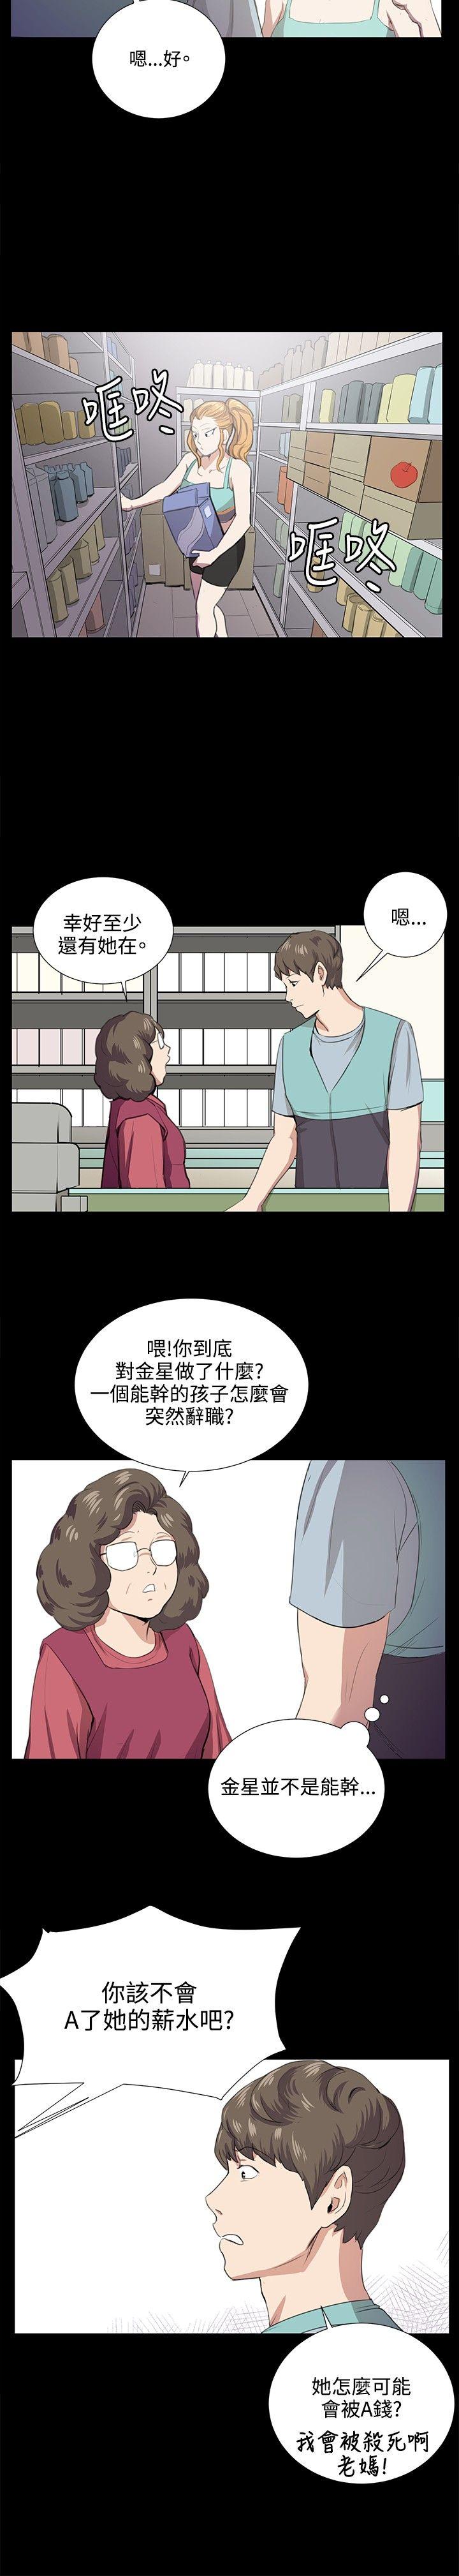 嗯...好。
哐咚
哐咚
幸好至少
還有她在。
嗯...
喂!你到底
對金星做了什麼?
一個能幹的孩子怎麼會
突然辭職?
金星並不是能幹...
你該不會
A了她的薪水吧?
她怎麼可能
會被A錢?
我會被殺死啊
老媽!